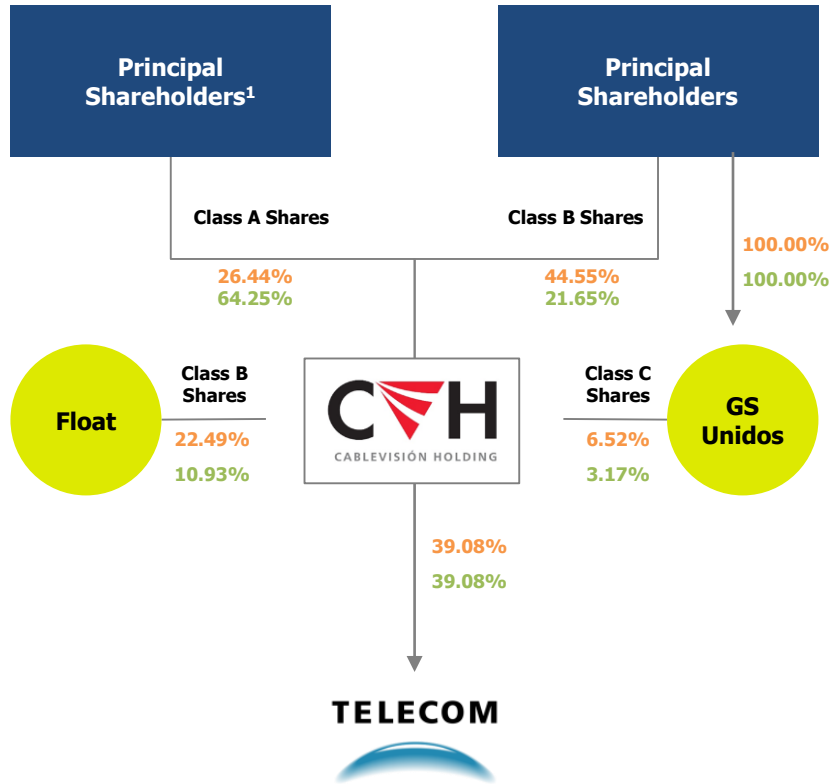 Principal
Shareholders¹
Principal
Shareholders
Class A Shares
Class B Shares
26.44%
64.25%
44.55%
21.65%
100.00%
100.00%
Float
Class B
Shares
22.49%
10.93%
CVH
CABLEVISIÓN HOLDING
Class C
Shares
6.52%
3.17%
GS
Unidos
39.08%
39.08%
TELECOM